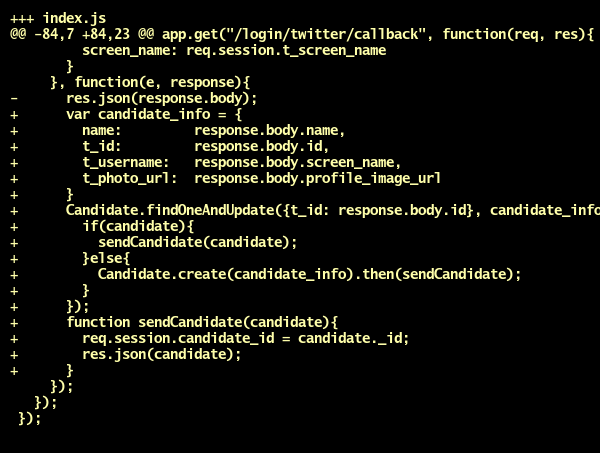 +++ index.js
@@ -84,7 +84,23 @@ app.get("/login/twitter/callback", function(req, res){
         screen_name: req.session.t_screen_name
       }
     }, function(e, response){
-      res.json(response.body);
+      var candidate_info = {
+        name:         response.body.name,
+        t_id:         response.body.id,
+        t_username:   response.body.screen_name,
+        t_photo_url:  response.body.profile_image_url
+      }
+      Candidate.findOneAndUpdate({t_id: response.body.id}, candidate_info
+        if(candidate){
+          sendCandidate(candidate);
+        }else{
+          Candidate.create(candidate_info).then(sendCandidate);
+        }
+      });
+      function sendCandidate(candidate){
+        req.session.candidate_id = candidate._id;
+        res.json(candidate);
+      }
     });
   });
 });